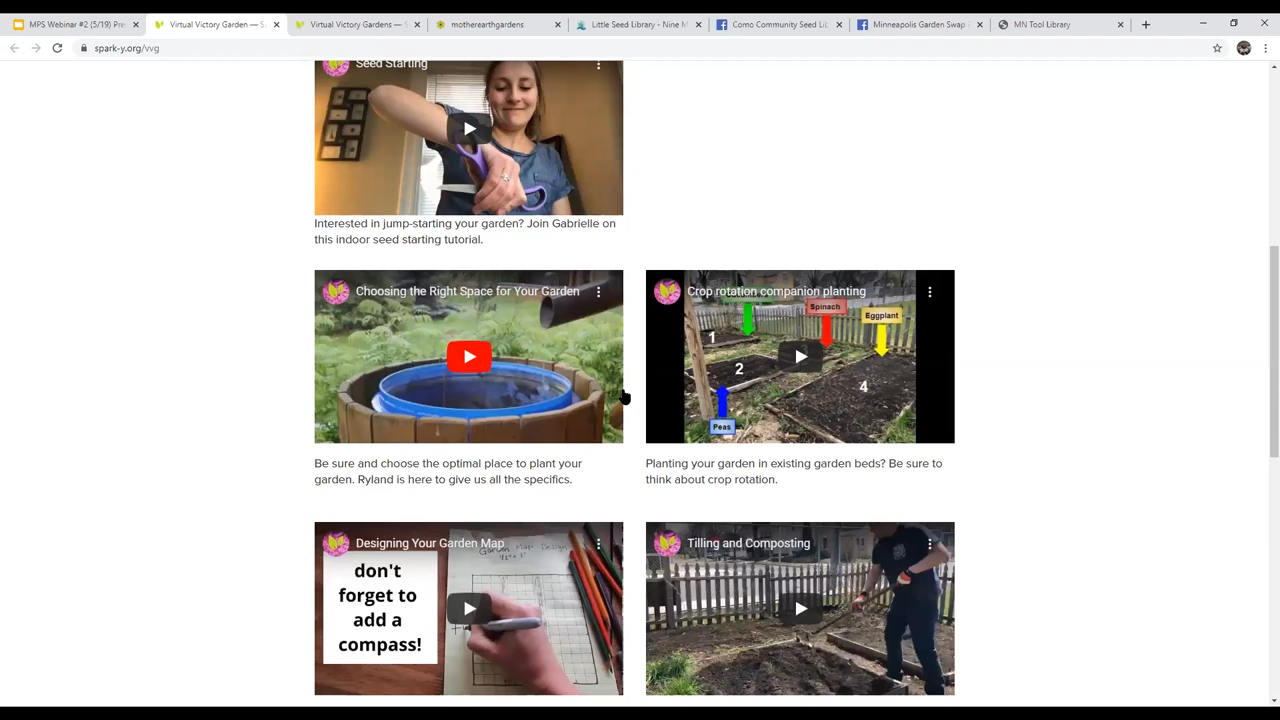 MPS Webinar #2 (5/19) Pre
Virtual Victory Garden — S
Virtual Victory Gardens — S
motherearthgardens
Little Seed Library - Nine M
Como Community Seed Lib
Minneapolis Garden Swap
MN Tool Library
spark-y.org/vvg
Seed Starting
Interested in jump-starting your garden? Join Gabrielle on
this indoor seed starting tutorial.
Choosing the Right Space for Your Garden
Crop rotation companion planting
Spinach
Eggplant
1
2
4
Peas
Be sure and choose the optimal place to plant your
garden. Ryland is here to give us all the specifics.
Planting your garden in existing garden beds? Be sure to
think about crop rotation.
Designing Your Garden Map
Garden Map Design
don't
forget to
add a
compass!
Tilling and Composting